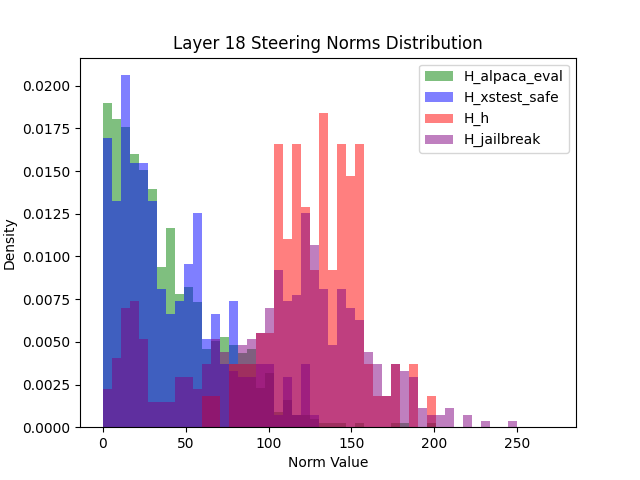 Layer 18 Steering Norms Distribution
H_alpaca_eval
H_xstest_safe
H_h
H_jailbreak
0.0200
0.0175
0.0150
0.0125
0.0100
0.0075
0.0050
0.0025
0.0000
Density
0 50 100 150 200 250
Norm Value